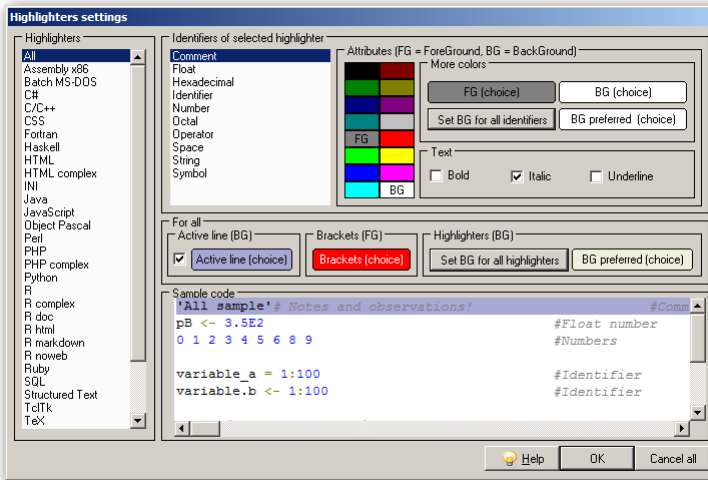 Highlighters settings
Highlighters
All
Assembly x86
Batch MS-DOS
C#
C/C++
CSS
Fortran
Haskell
HTML
HTML complex
INI
Java
JavaScript
Object Pascal
Perl
PHP
PHP complex
Python
R
R complex
R doc
R html
R markdown
R noweb
Ruby
SQL
Structured Text
TclTk
TeX
Identifiers of selected highlighter
Comment
Float
Hexadecimal
Identifier
Number
Octal
Operator
Space
String
Symbol
Attributes (FG = ForeGround, BG = BackGround)
FG
BG
More colors
FG (choice) BG (choice)
Set BG for all identifiers BG preferred (choice)
Text
Bold Italic Underline
For all
Active line (BG)
Active line (choice)
Brackets (FG)
Brackets (choice)
Highlighters (BG)
Set BG for all highlighters BG preferred (choice)
Sample code
'All sample'# Notes and observations! #Comm
pB <- 3.5E2 #Float number
0 1 2 3 4 5 6 8 9 #Numbers
variable_a = 1:100 #Identifier
variable.b <- 1:100 #Identifier
Help OK Cancel all